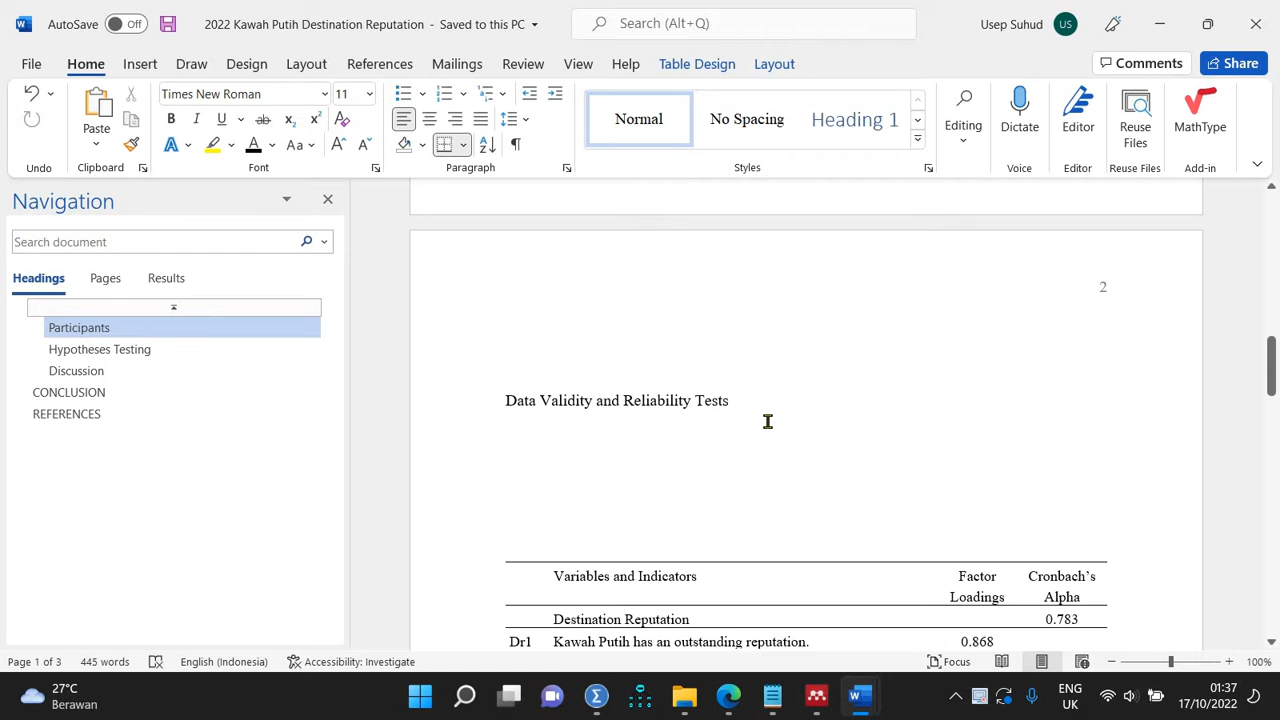 AutoSave Off 2022 Kawah Putih Destination Reputation - Saved to this PC Search (Alt+Q) Usep Suhud US
File Home Insert Draw Design Layout References Mailings Review View Help Table Design Layout Comments Share
Paste Times New Roman 11 Normal No Spacing Heading 1 Editing Dictate Editor Reuse Files MathType
Undo Clipboard Font Paragraph Styles Voice Editor Reuse Files Add-in
Navigation
Search document
Headings Pages Results
Participants
Hypotheses Testing
Discussion
CONCLUSION
REFERENCES
2
Data Validity and Reliability Tests
Variables and Indicators Factor Loadings Cronbach's Alpha
Destination Reputation 0.783
Dr1 Kawah Putih has an outstanding reputation. 0.868
Page 1 of 3 445 words English (Indonesia) Accessibility: Investigate Focus 100%
27°C
Berawan
ENG
UK
01:37
17/10/2022